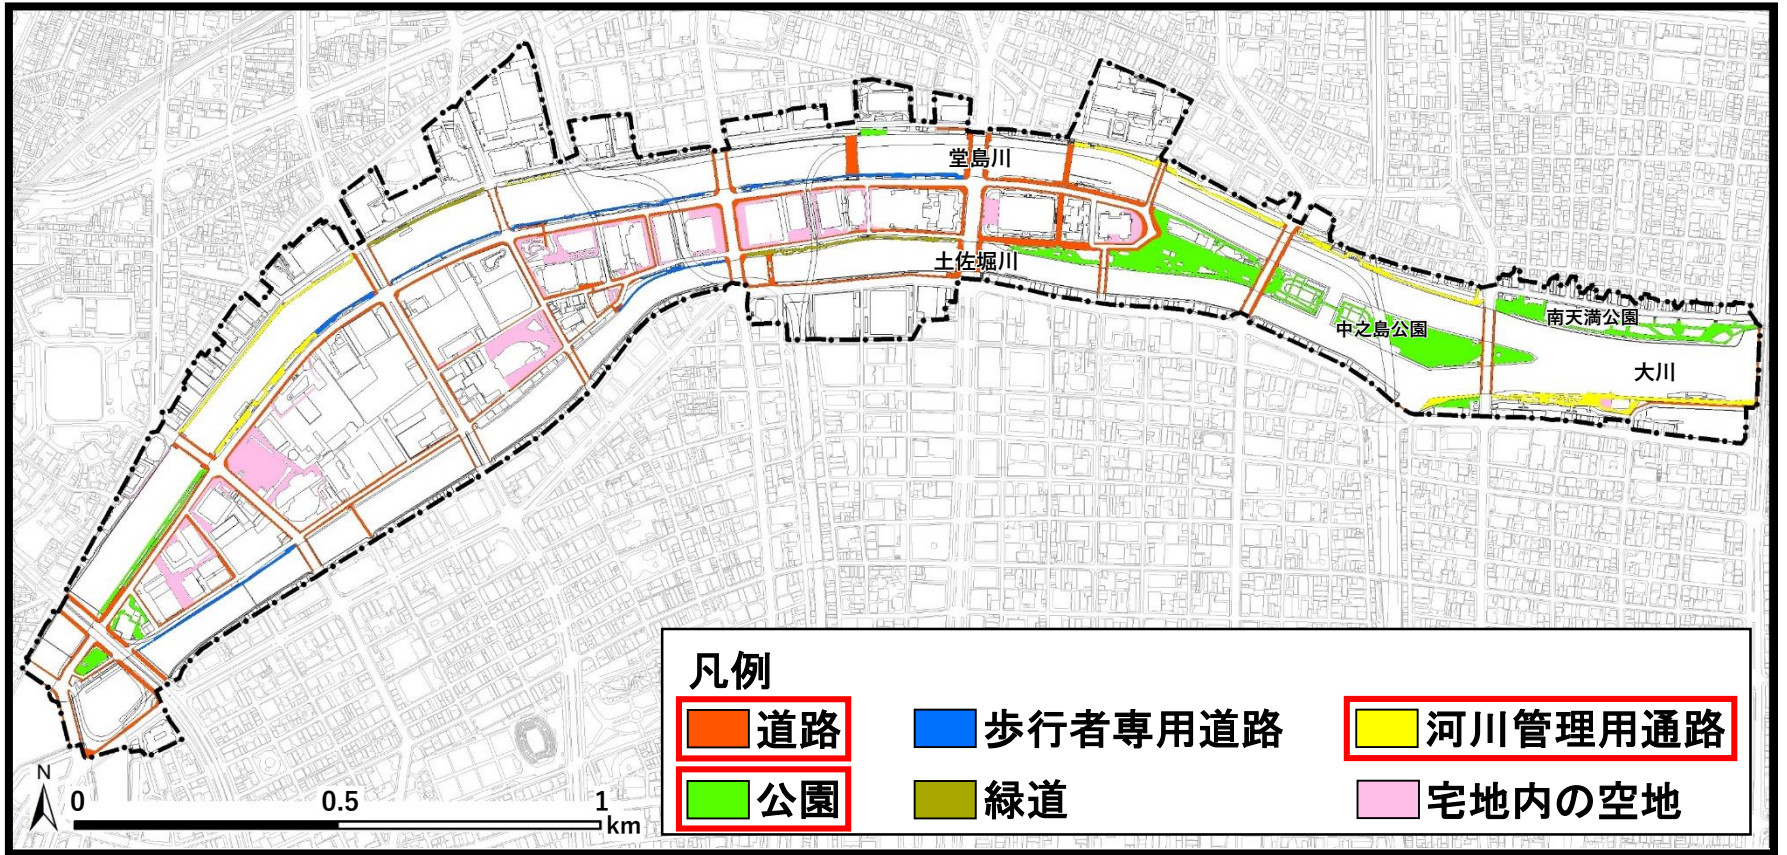 堂島川
土佐堀川
中之島公園
南天満公園
大川
凡例
道路
歩行者専用道路
河川管理用通路
公園
緑道
宅地内の空地
N
0 0.5 1
km